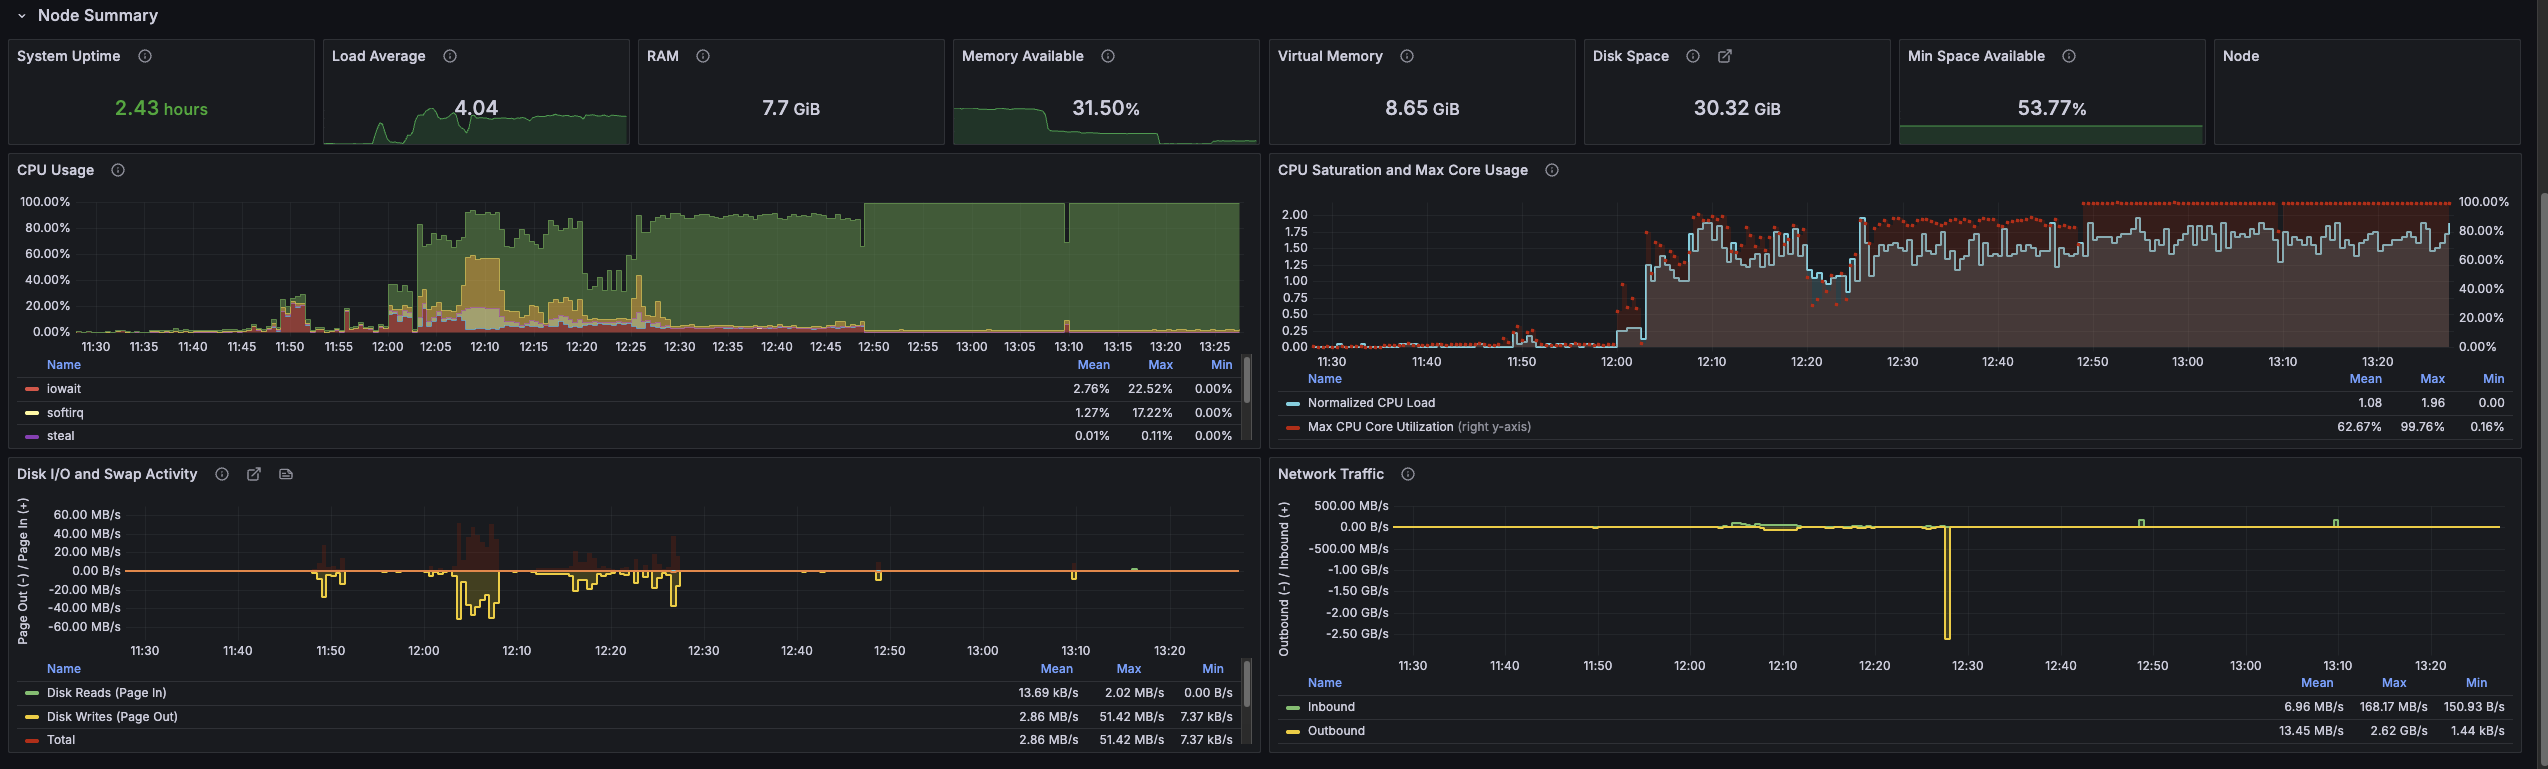 Node Summary
System Uptime
2.43 hours
Load Average
4.04
RAM
7.7 GiB
Memory Available
31.50%
Virtual Memory
8.65 GiB
Disk Space
30.32 GiB
Min Space Available
53.77%
Node
CPU Usage
100.00%
80.00%
60.00%
40.00%
20.00%
0.00%
11:30 11:35 11:40 11:45 11:50 11:55 12:00 12:05 12:10 12:15 12:20 12:25 12:30 12:35 12:40 12:45 12:50 12:55 13:00 13:05 13:10 13:15 13:20 13:25
Name Mean Max Min
iowait 2.76% 22.52% 0.00%
softirq 1.27% 17.22% 0.00%
steal 0.01% 0.11% 0.00%
CPU Saturation and Max Core Usage
2.00
1.75
1.50
1.25
1.00
0.75
0.50
0.25
0.00
100.00%
80.00%
60.00%
40.00%
20.00%
0.00%
11:30 11:40 11:50 12:00 12:10 12:20 12:30 12:40 12:50 13:00 13:10 13:20
Name Mean Max Min
Normalized CPU Load 1.08 1.96 0.00
Max CPU Core Utilization (right y-axis) 62.67% 99.76% 0.16%
Disk I/O and Swap Activity
Page Out (-) / Page In (+)
60.00 MB/s
40.00 MB/s
20.00 MB/s
0.00 B/s
-20.00 MB/s
-40.00 MB/s
-60.00 MB/s
11:30 11:40 11:50 12:00 12:10 12:20 12:30 12:40 12:50 13:00 13:10 13:20
Name Mean Max Min
Disk Reads (Page In) 13.69 kB/s 2.02 MB/s 0.00 B/s
Disk Writes (Page Out) 2.86 MB/s 51.42 MB/s 7.37 kB/s
Total 2.86 MB/s 51.42 MB/s 7.37 kB/s
Network Traffic
Outbound (-) / Inbound (+)
500.00 MB/s
0.00 B/s
-500.00 MB/s
-1.00 GB/s
-1.50 GB/s
-2.00 GB/s
-2.50 GB/s
11:30 11:40 11:50 12:00 12:10 12:20 12:30 12:40 12:50 13:00 13:10 13:20
Name Mean Max Min
Inbound 6.96 MB/s 168.17 MB/s 150.93 B/s
Outbound 13.45 MB/s 2.62 GB/s 1.44 kB/s